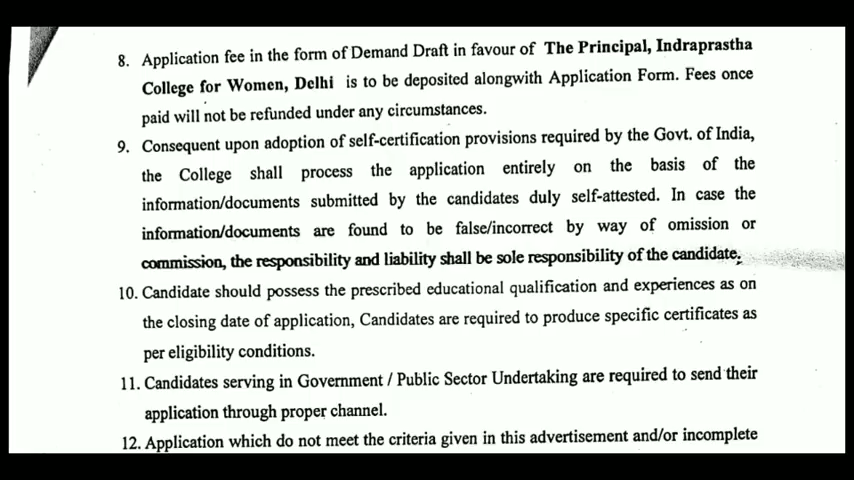 8. Application fee in the form of Demand Draft in favour of The Principal, Indraprastha
College for Women, Delhi is to be deposited alongwith Application Form. Fees once
paid will not be refunded under any circumstances.
9. Consequent upon adoption of self-certification provisions required by the Govt. of India,
the College shall process the application entirely on the basis of the
information/documents submitted by the candidates duly self-attested. In case the
information/documents are found to be false/incorrect by way of omission or
commission, the responsibility and liability shall be sole responsibility of the candidate.
10. Candidate should possess the prescribed educational qualification and experiences as on
the closing date of application, Candidates are required to produce specific certificates as
per eligibility conditions.
11. Candidates serving in Government / Public Sector Undertaking are required to send their
application through proper channel.
12. Application which do not meet the criteria given in this advertisement and/or incomplete